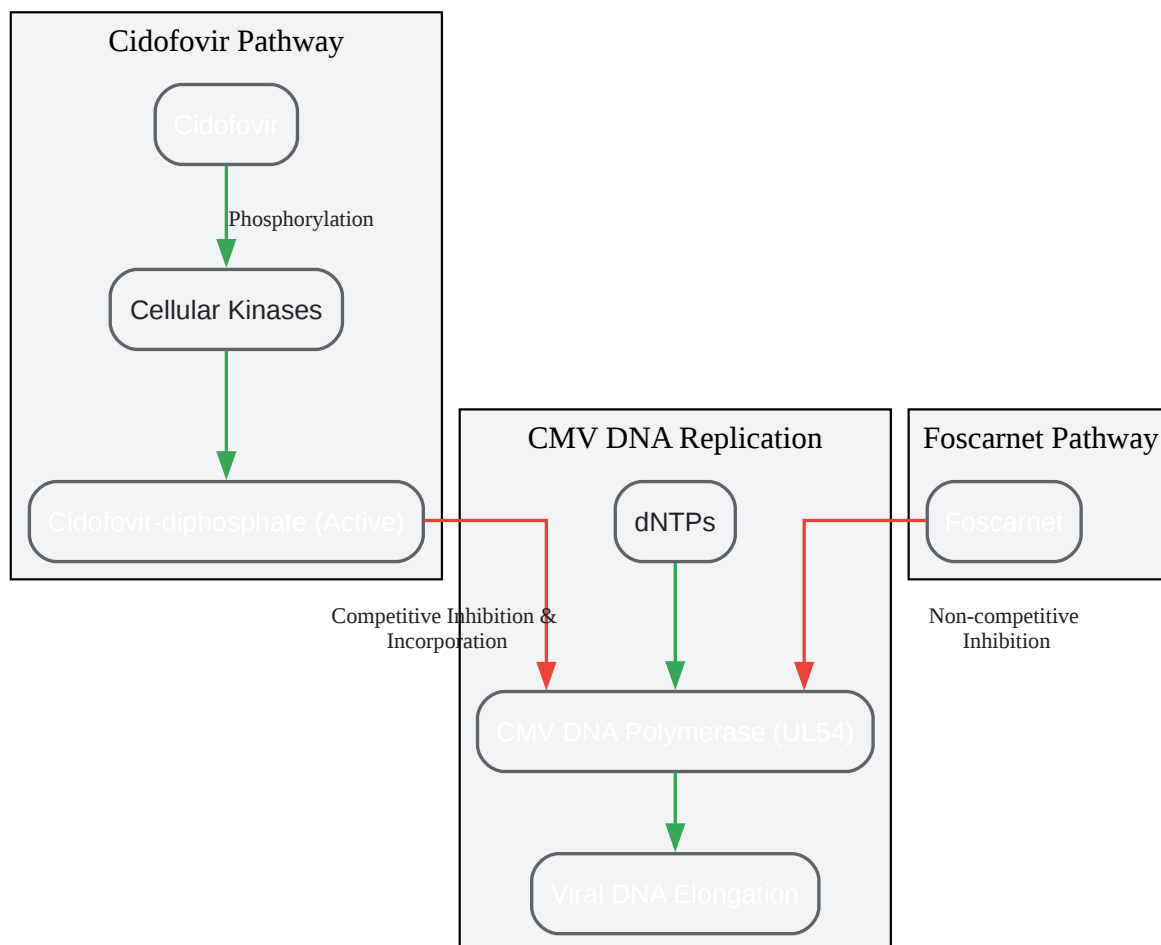 Cidofovir Pathway
Cidofovir
Phosphorylation
Cellular Kinases
Cidofovir-diphosphate (Active)
CMV DNA Replication
dNTPs
Competitive Inhibition &
Incorporation
CMV DNA Polymerase (UL54)
Viral DNA Elongation
Foscarnet Pathway
Foscarnet
Non-competitive
Inhibition